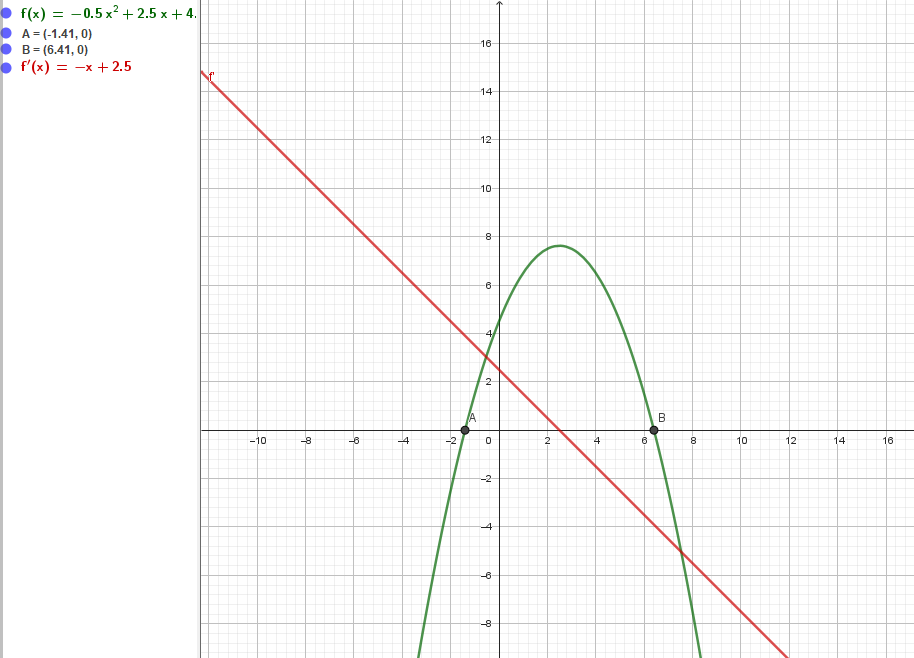 f(x) = −0.5 x² + 2.5 x + 4.
A = (-1.41, 0)
B = (6.41, 0)
f′(x) = −x + 2.5
f'
16
14
12
10
8
6
4
2
A
B
−10 −8 −6 −4 −2 0 2 4 6 8 10 12 14 16
−2
−4
−6
−8